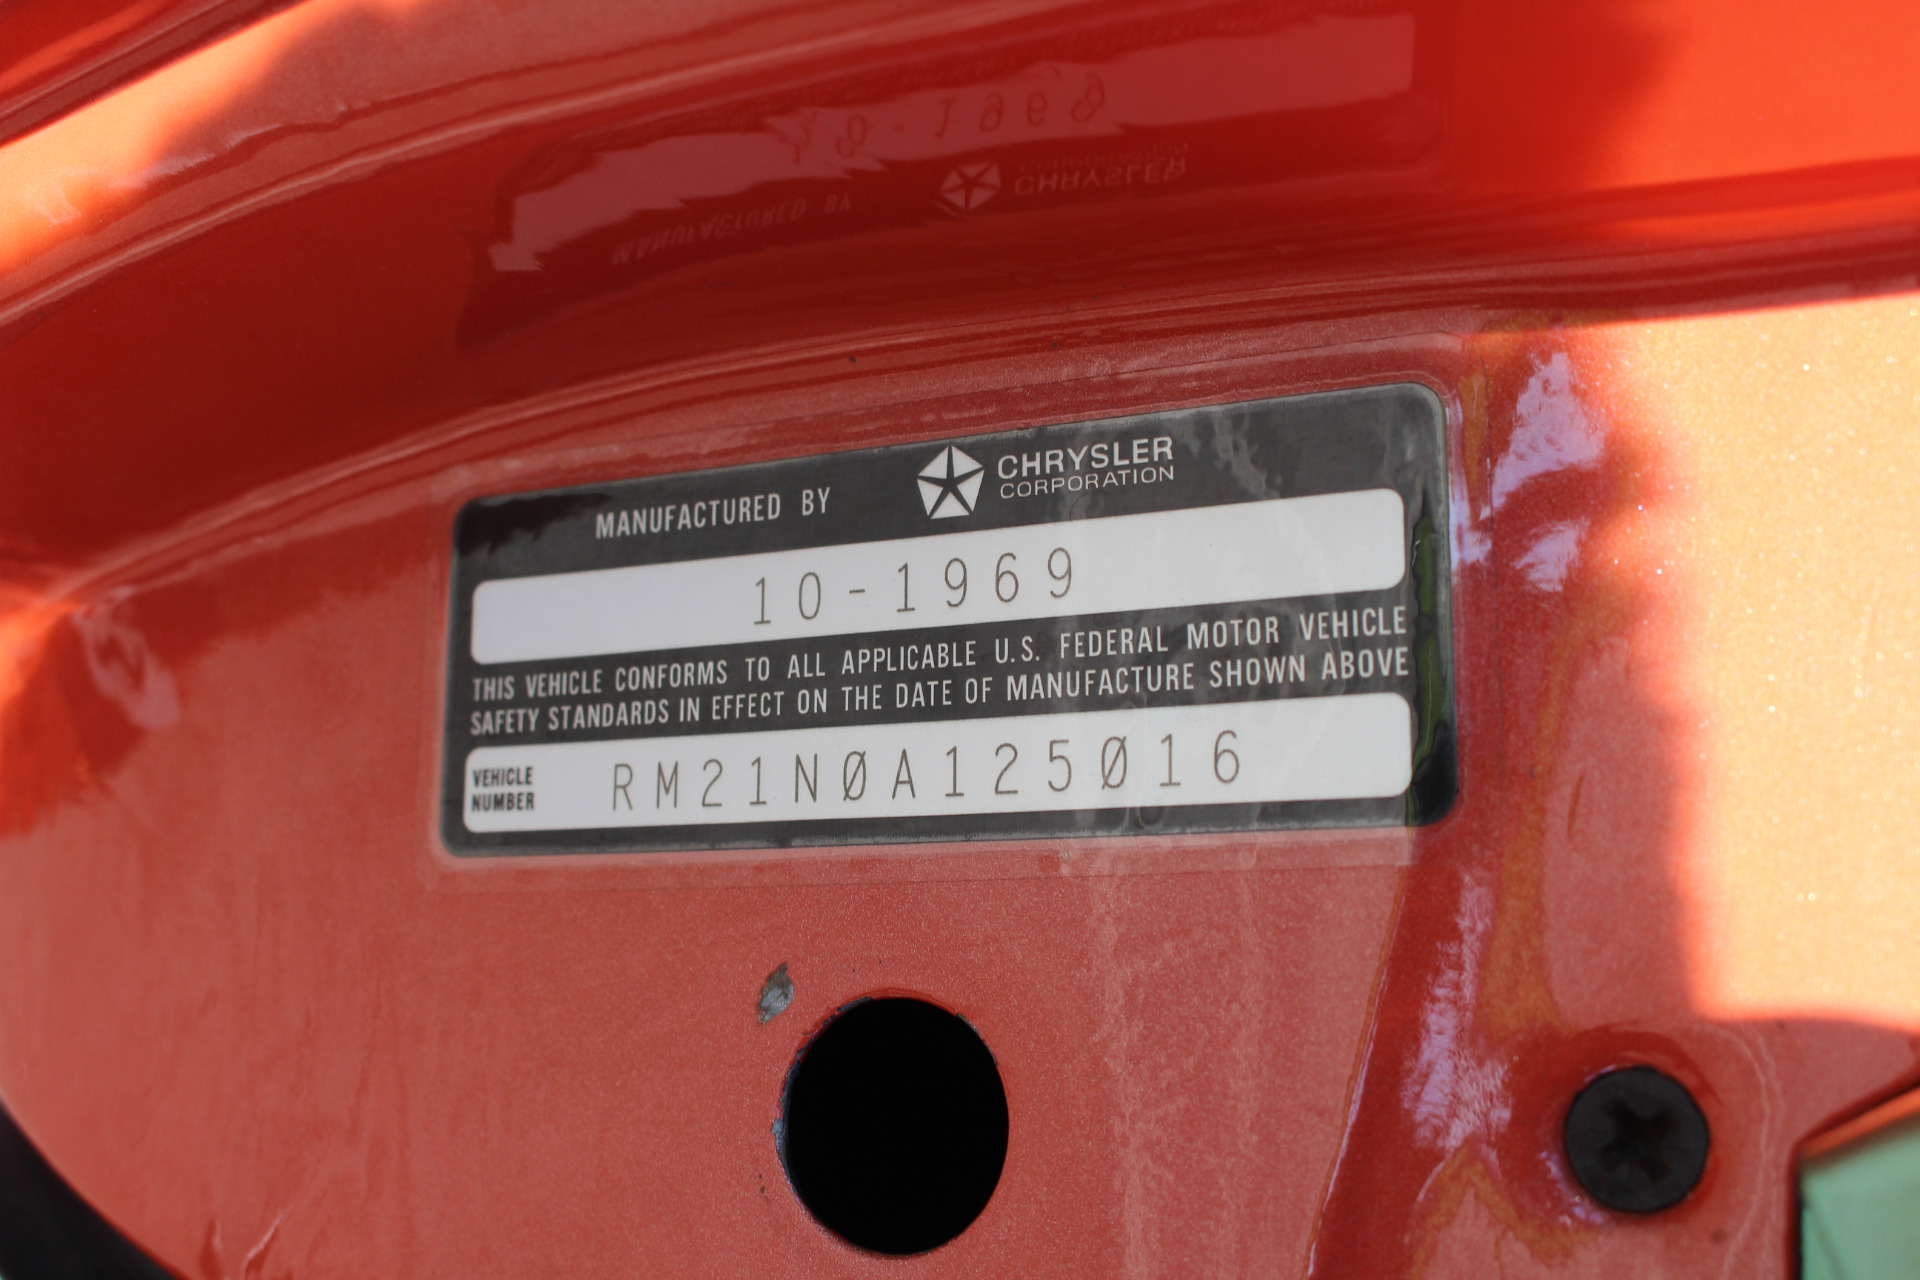 MANUFACTURED BY CHRYSLER
CORPORATION
10-1969
THIS VEHICLE CONFORMS TO ALL APPLICABLE U.S. FEDERAL MOTOR VEHICLE
SAFETY STANDARDS IN EFFECT ON THE DATE OF MANUFACTURE SHOWN ABOVE
VEHICLE
NUMBER
RM21NØA125Ø16